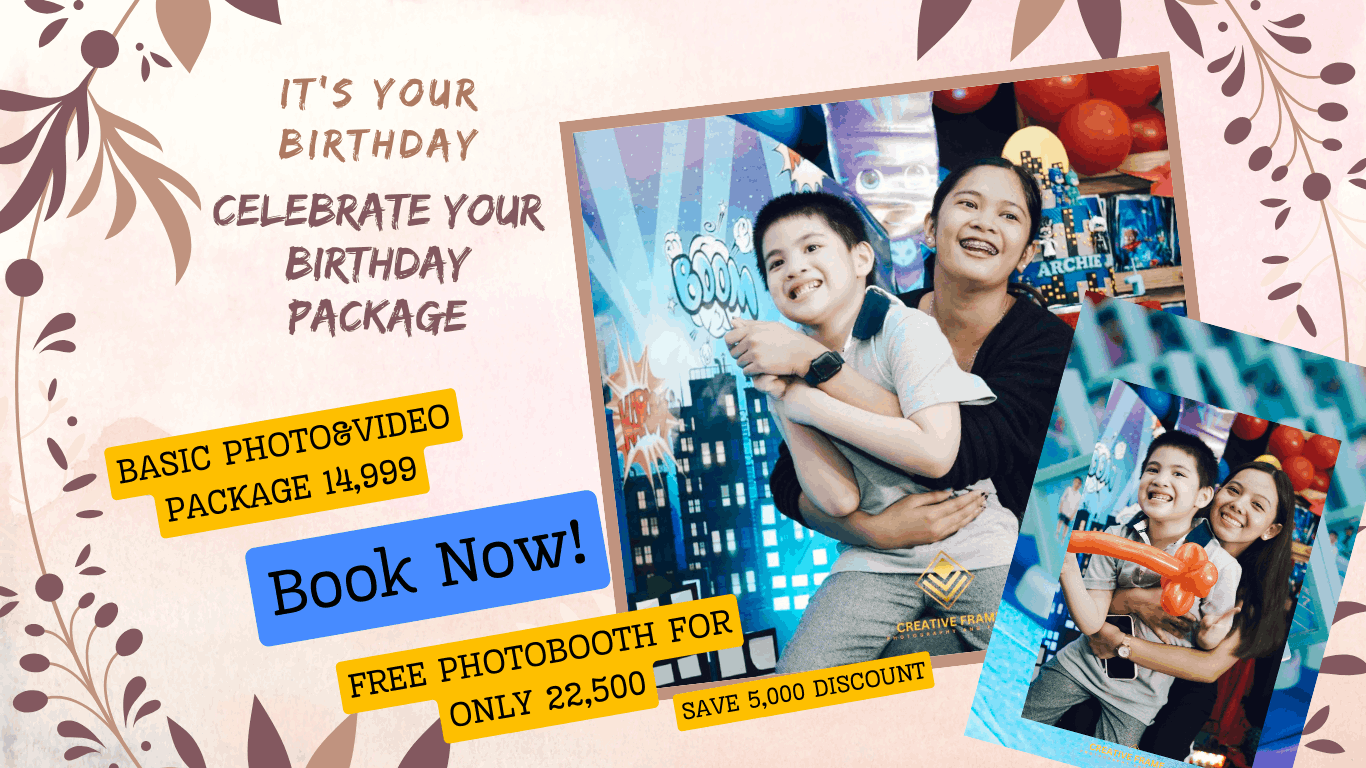 IT'S YOUR
BIRTHDAY
CELEBRATE YOUR
BIRTHDAY
PACKAGE
BASIC PHOTO&VIDEO
PACKAGE 14,999
Book Now!
FREE PHOTOBOOTH FOR
ONLY 22,500
SAVE 5,000 DISCOUNT
BOOM
ARCHIE
CREATIVE FRAM